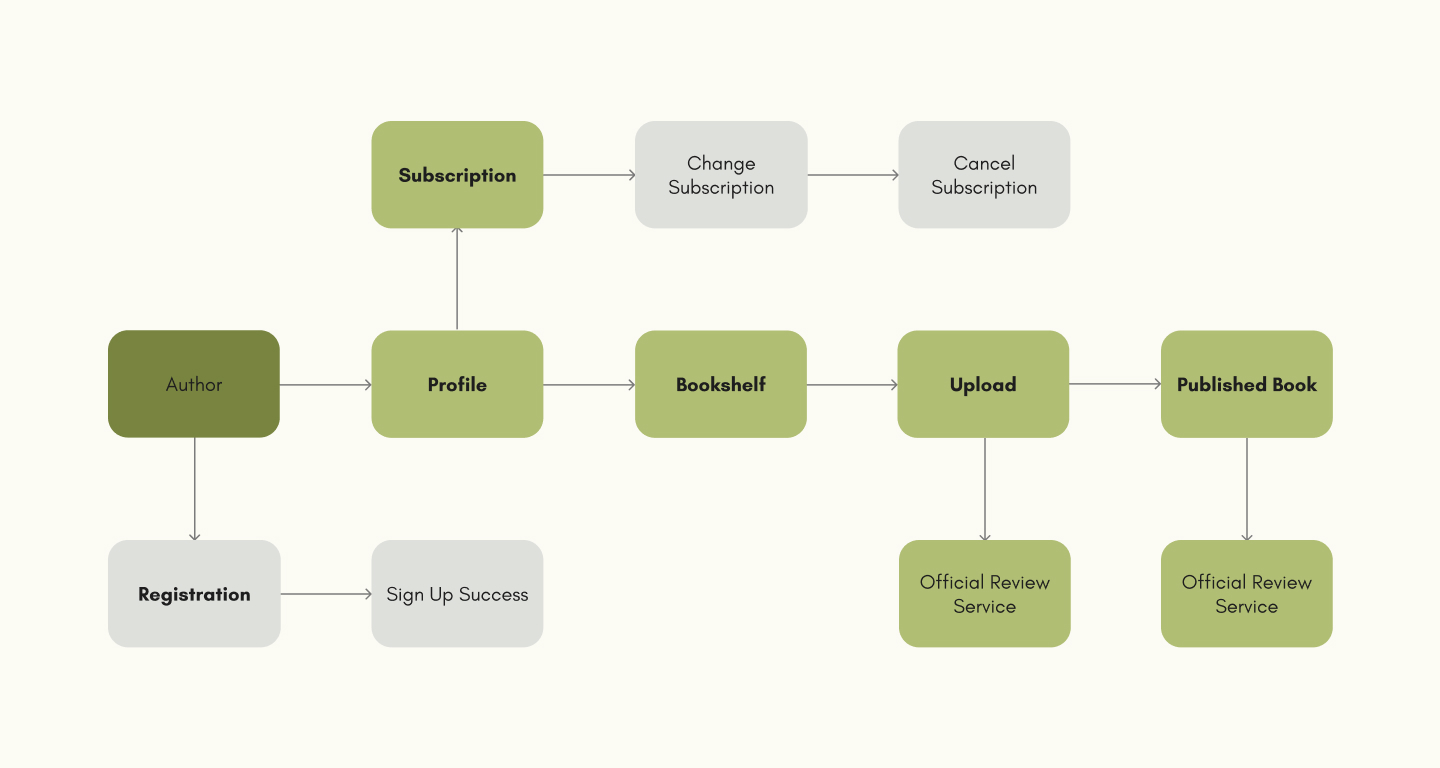 Subscription
Change
Subscription
Cancel
Subscription
Author
Profile
Bookshelf
Upload
Published Book
Registration
Sign Up Success
Official Review
Service
Official Review
Service